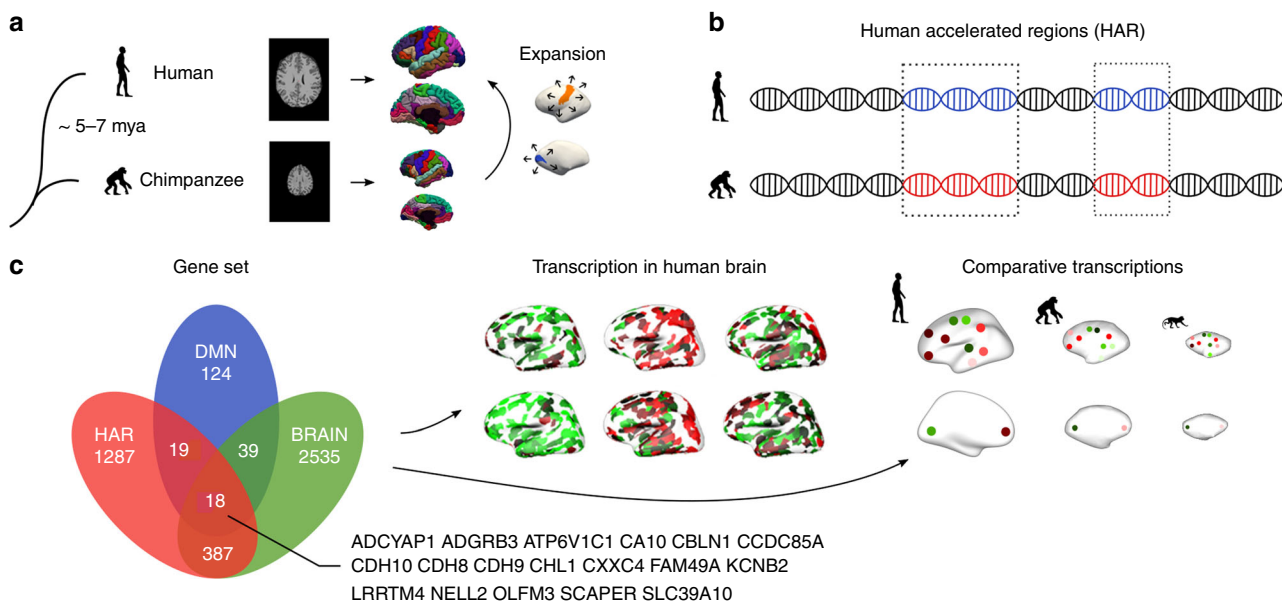 a
Human
~ 5–7 mya
Chimpanzee
Expansion
b
Human accelerated regions (HAR)
c
Gene set
DMN
124
HAR
1287
BRAIN
2535
19
39
18
387
Transcription in human brain
Comparative transcriptions
ADCYAP1 ADGRB3 ATP6V1C1 CA10 CBLN1 CCDC85A
CDH10 CDH8 CDH9 CHL1 CXXC4 FAM49A KCNB2
LRRTM4 NELL2 OLFM3 SCAPER SLC39A10